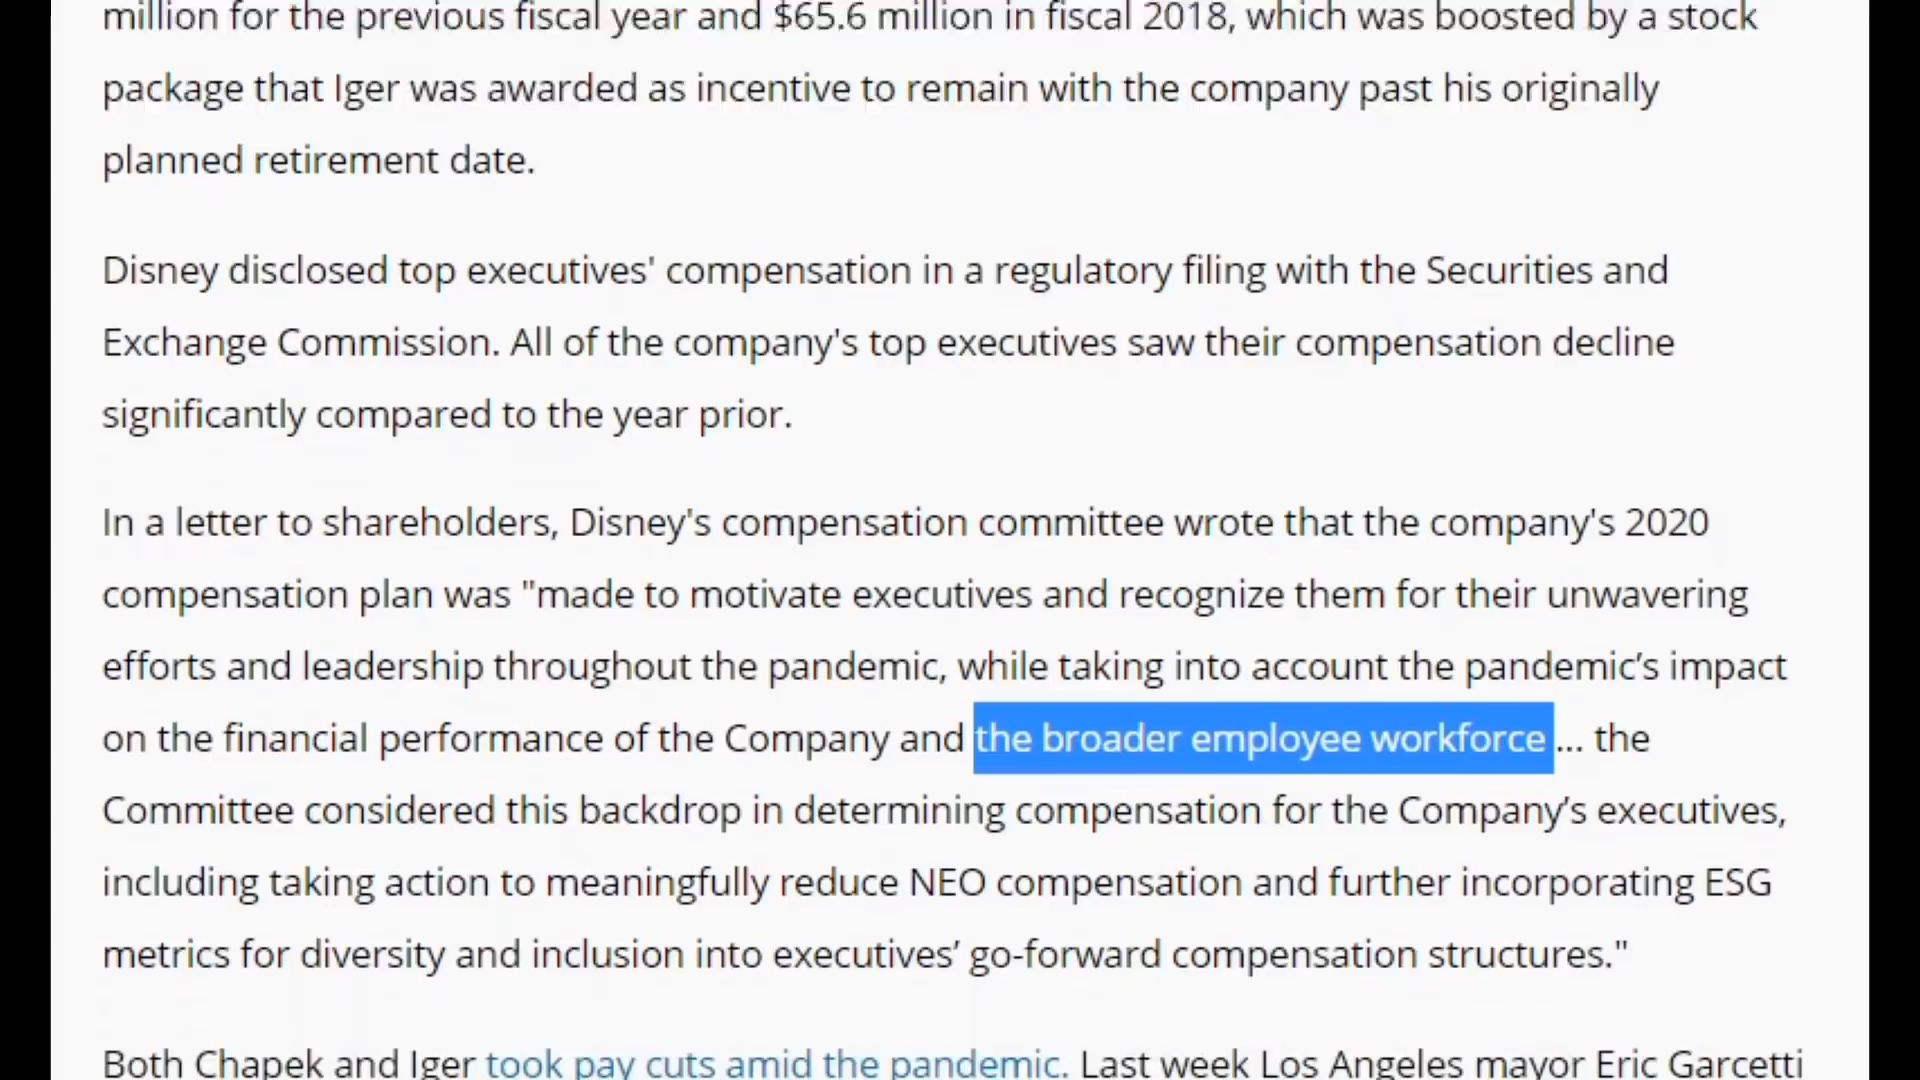 million for the previous fiscal year and $65.6 million in fiscal 2018, which was boosted by a stock
package that Iger was awarded as incentive to remain with the company past his originally
planned retirement date.
Disney disclosed top executives' compensation in a regulatory filing with the Securities and
Exchange Commission. All of the company's top executives saw their compensation decline
significantly compared to the year prior.
In a letter to shareholders, Disney's compensation committee wrote that the company's 2020
compensation plan was "made to motivate executives and recognize them for their unwavering
efforts and leadership throughout the pandemic, while taking into account the pandemic’s impact
on the financial performance of the Company and the broader employee workforce ... the
Committee considered this backdrop in determining compensation for the Company’s executives,
including taking action to meaningfully reduce NEO compensation and further incorporating ESG
metrics for diversity and inclusion into executives’ go-forward compensation structures."
Both Chapek and Iger took pay cuts amid the pandemic. Last week Los Angeles mayor Eric Garcetti